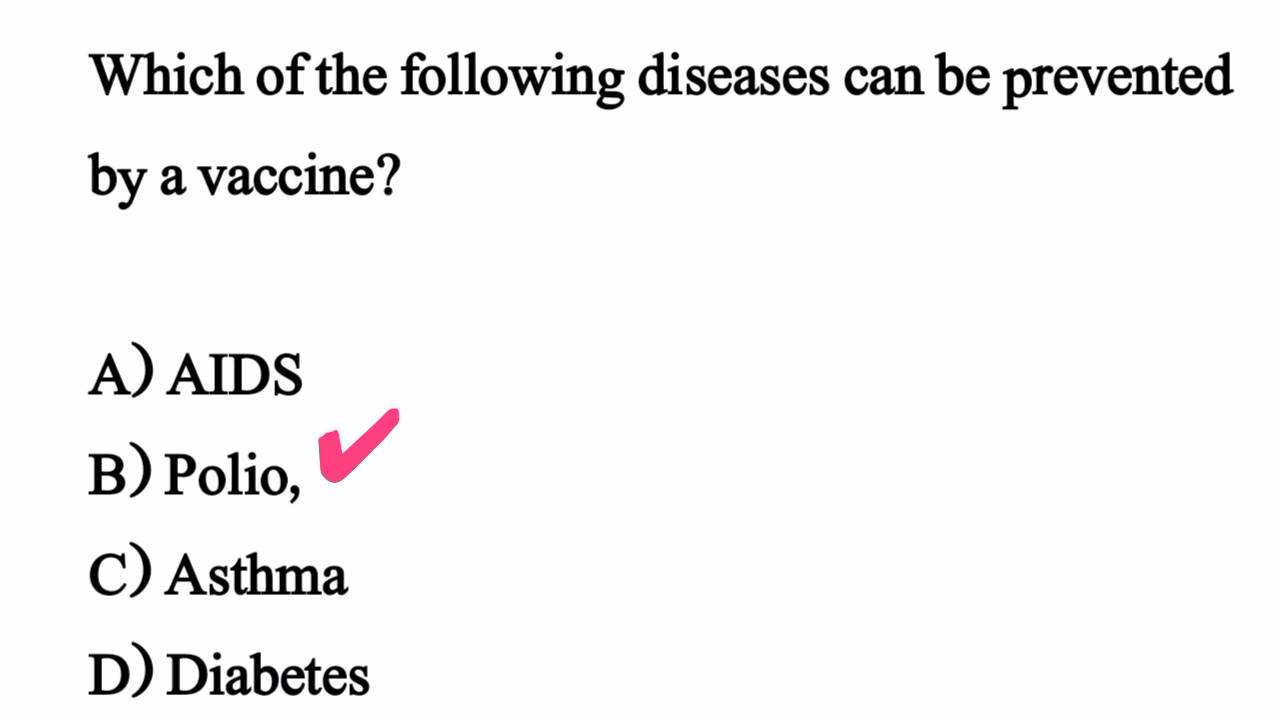 Which of the following diseases can be prevented
by a vaccine?
A) AIDS
B) Polio,
C) Asthma
D) Diabetes